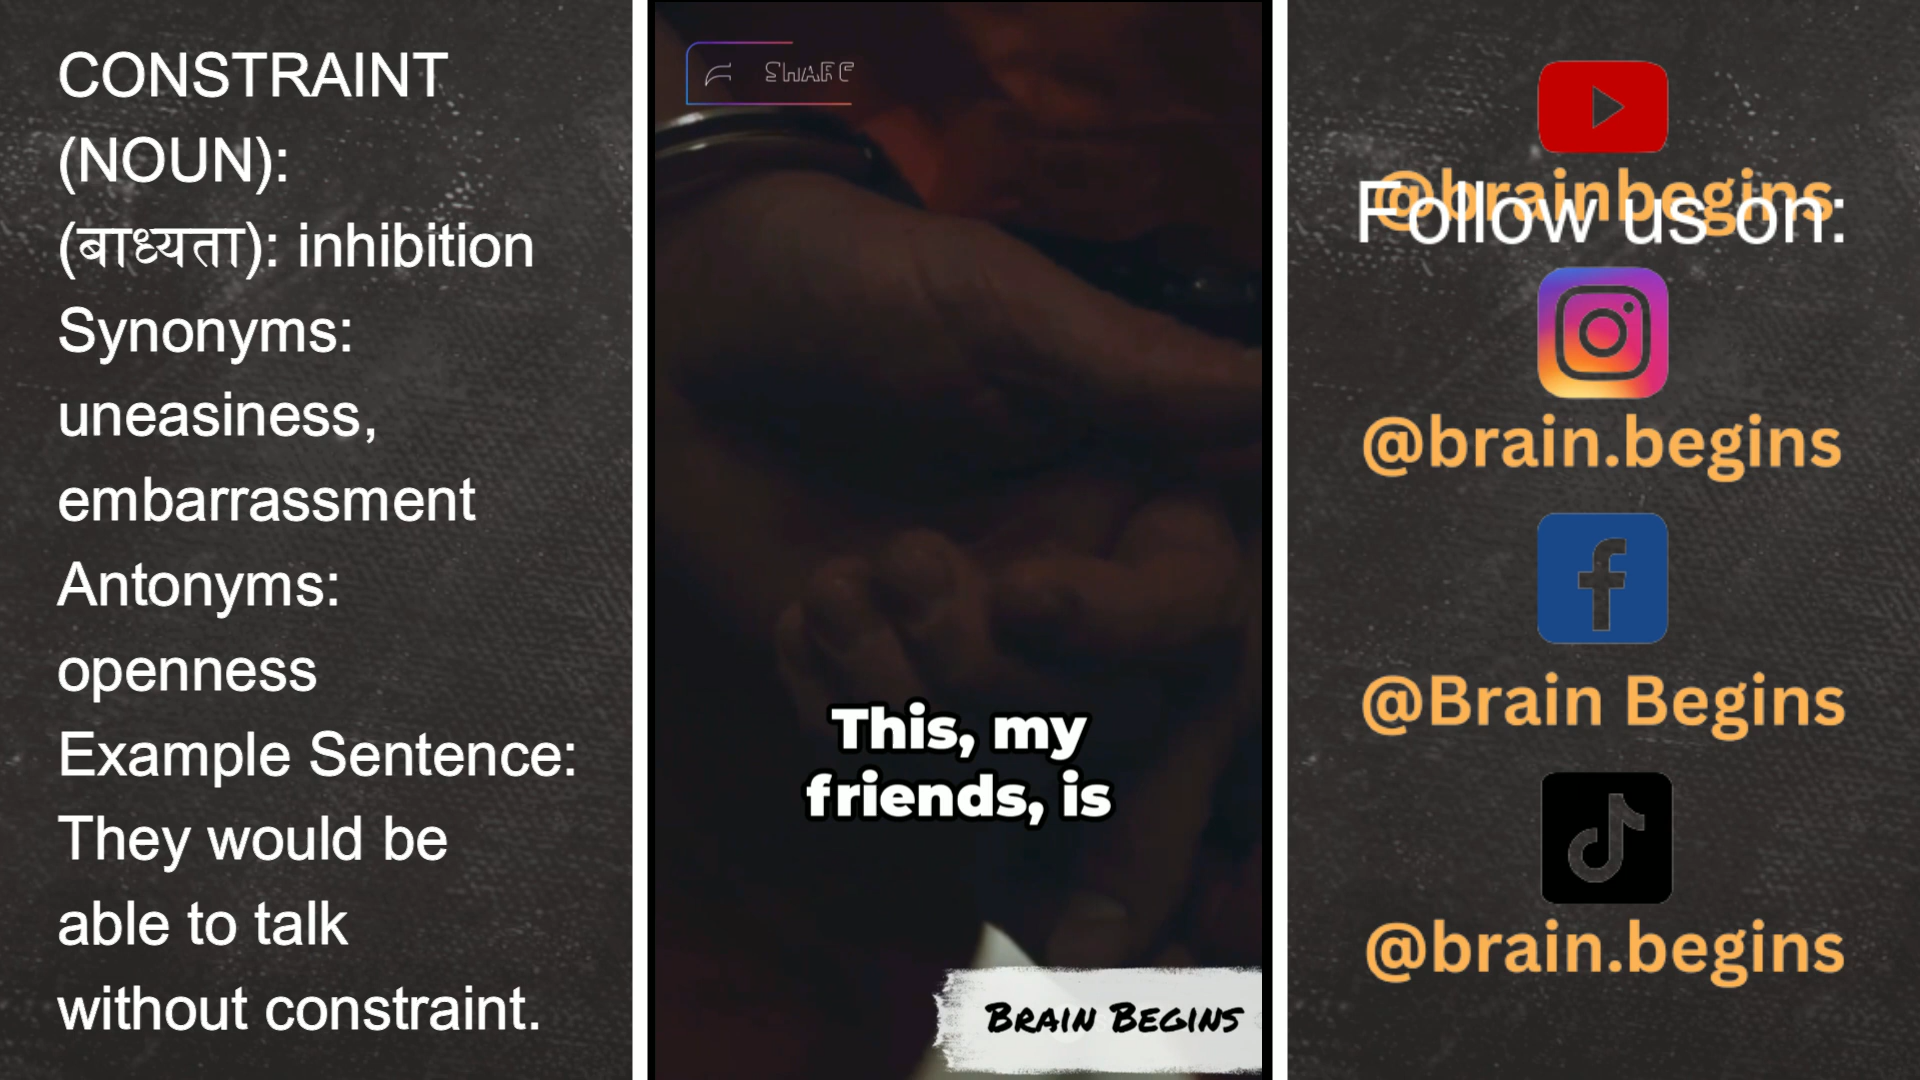 CONSTRAINT
(NOUN):
(बाध्यता): inhibition
Synonyms:
uneasiness,
embarrassment
Antonyms:
openness
Example Sentence:
They would be
able to talk
without constraint.
SHARE
This, my
friends, is
BRAIN BEGINS
@brainbegins
Follow us on:
@brain.begins
@Brain Begins
@brain.begins